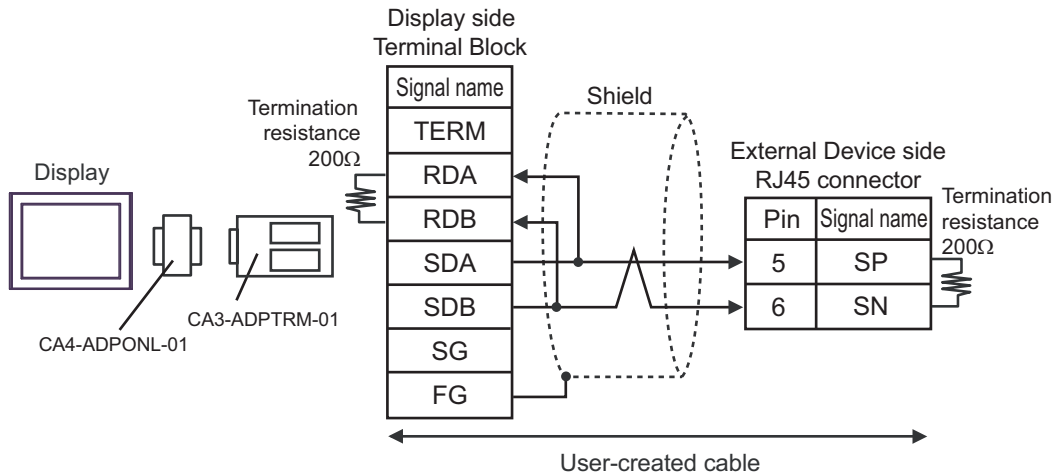 Display side
Terminal Block
Signal name
TERM
RDA
RDB
SDA
SDB
SG
FG
Termination
resistance
200Ω
Shield
Display
CA4-ADPONL-01
CA3-ADPTRM-01
External Device side
RJ45 connector
Pin Signal name
5 SP
6 SN
Termination
resistance
200Ω
User-created cable